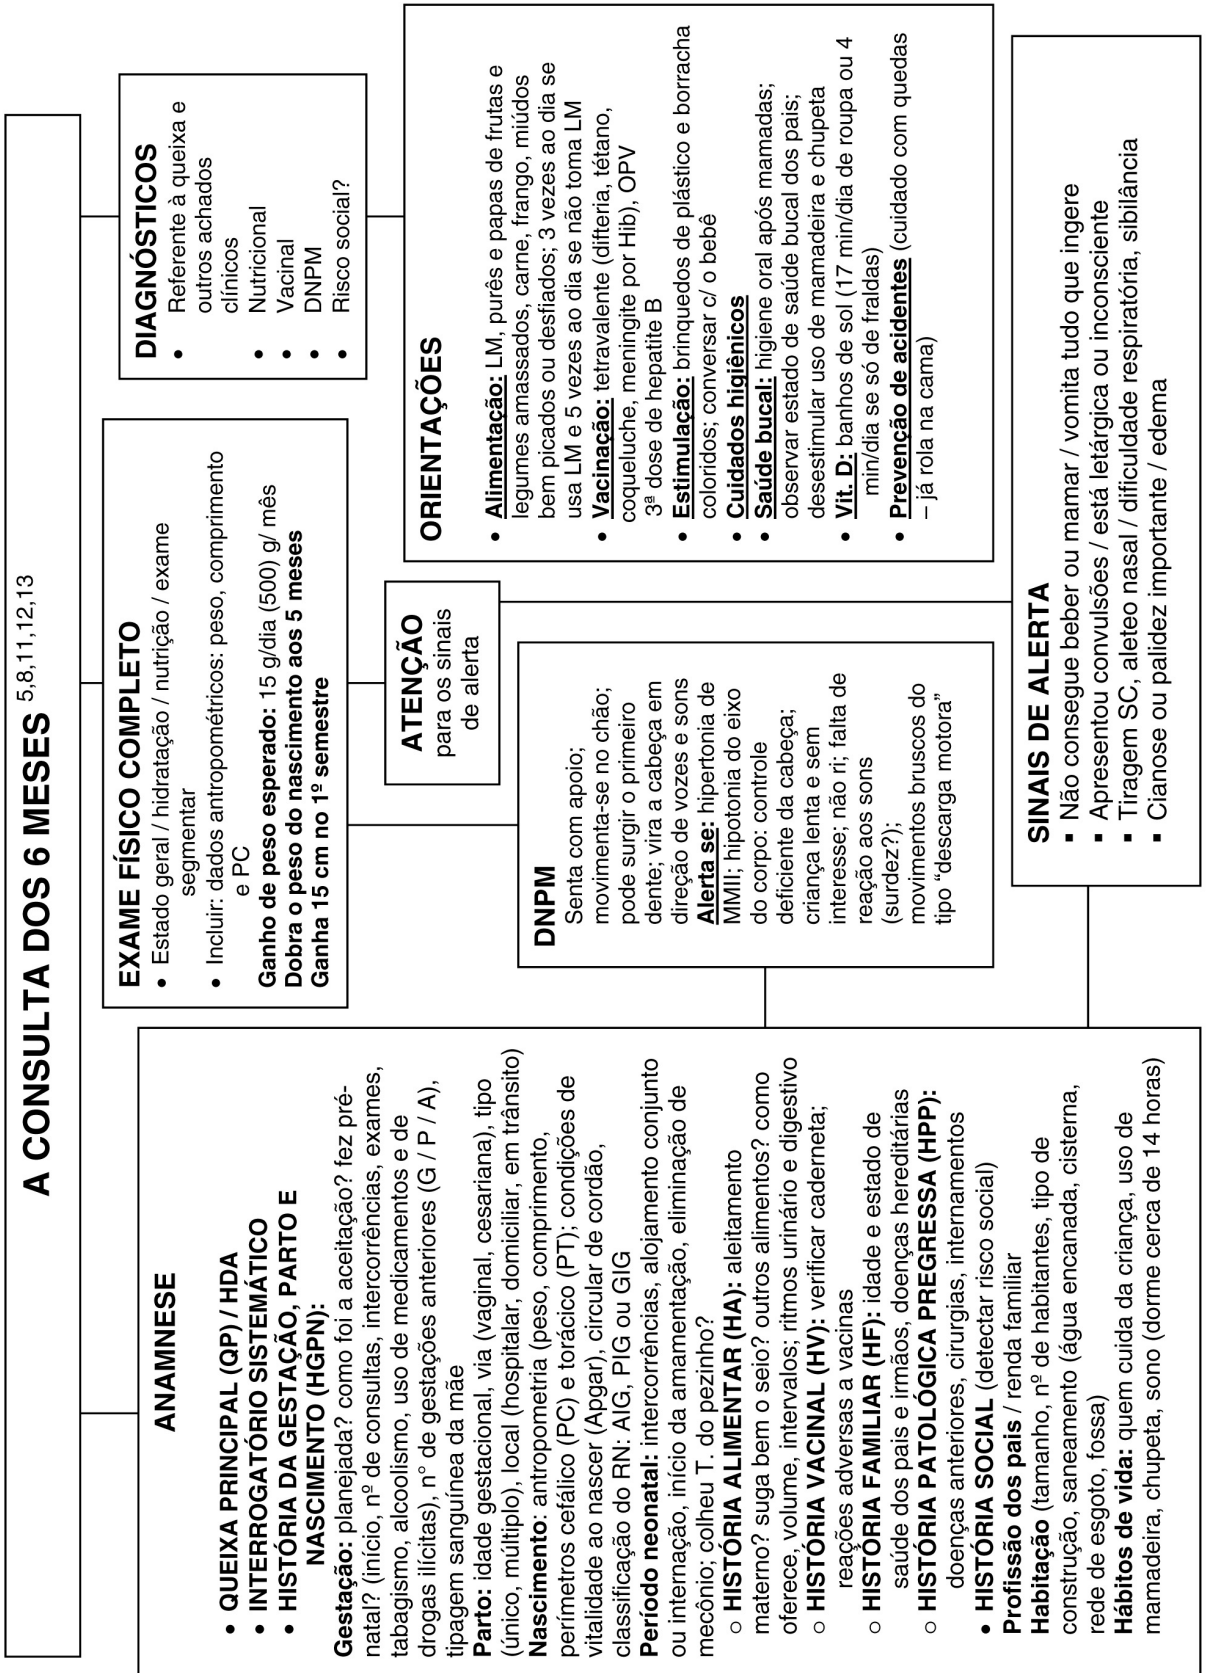 A CONSULTA DOS 6 MESES 5,8,11,12,13
ANAMNESE
• QUEIXA PRINCIPAL (QP) / HDA
• INTERROGATÓRIO SISTEMÁTICO
• HISTÓRIA DA GESTAÇÃO, PARTO E
NASCIMENTO (HGPN):
Gestação: planejada? como foi a aceitação? fez pré-
natal? (início, nº de consultas, intercorrências, exames,
tabagismo, alcoolismo, uso de medicamentos e de
drogas ilícitas), n° de gestações anteriores (G / P / A),
tipagem sanguínea da mãe
Parto: idade gestacional, via (vaginal, cesariana), tipo
(único, múltiplo), local (hospitalar, domiciliar, em trânsito)
Nascimento: antropometria (peso, comprimento,
perímetros cefálico (PC) e torácico (PT); condições de
vitalidade ao nascer (Apgar), circular de cordão,
classificação do RN: AIG, PIG ou GIG
Período neonatal: intercorrências, alojamento conjunto
ou internação, início da amamentação, eliminação de
mecônio; colheu T. do pezinho?
○ HISTÓRIA ALIMENTAR (HA): aleitamento
materno? suga bem o seio? outros alimentos? como
oferece, volume, intervalos; ritmos urinário e digestivo
○ HISTÓRIA VACINAL (HV): verificar caderneta;
reações adversas a vacinas
○ HISTÓRIA FAMILIAR (HF): idade e estado de
saúde dos pais e irmãos, doenças hereditárias
○ HISTÓRIA PATOLÓGICA PREGRESSA (HPP):
doenças anteriores, cirurgias, internamentos
• HISTÓRIA SOCIAL (detectar risco social)
Profissão dos pais / renda familiar
Habitação (tamanho, nº de habitantes, tipo de
construção, saneamento (água encanada, cisterna,
rede de esgoto, fossa)
Hábitos de vida: quem cuida da criança, uso de
mamadeira, chupeta, sono (dorme cerca de 14 horas)
EXAME FÍSICO COMPLETO
• Estado geral / hidratação / nutrição / exame
segmentar
• Incluir: dados antropométricos: peso, comprimento
e PC
Ganho de peso esperado: 15 g/dia (500) g/ mês
Dobra o peso do nascimento aos 5 meses
Ganha 15 cm no 1º semestre
DNPM
Senta com apoio;
movimenta-se no chão;
pode surgir o primeiro
dente; vira a cabeça em
direção de vozes e sons
Alerta se: hipertonia de
MMII; hipotonia do eixo
do corpo: controle
deficiente da cabeça;
criança lenta e sem
interesse; não ri; falta de
reação aos sons
(surdez?);
movimentos bruscos do
tipo “descarga motora”
ATENÇÃO
para os sinais
de alerta
DIAGNÓSTICOS
• Referente à queixa e
outros achados
clínicos
• Nutricional
• Vacinal
• DNPM
• Risco social?
ORIENTAÇÕES
• Alimentação: LM, purês e papas de frutas e
legumes amassados, carne, frango, miúdos
bem picados ou desfiados; 3 vezes ao dia se
usa LM e 5 vezes ao dia se não toma LM
• Vacinação: tetravalente (difteria, tétano,
coqueluche, meningite por Hib), OPV
3ª dose de hepatite B
• Estimulação: brinquedos de plástico e borracha
coloridos; conversar c/ o bebê
• Cuidados higiênicos
• Saúde bucal: higiene oral após mamadas;
observar estado de saúde bucal dos pais;
desestimular uso de mamadeira e chupeta
• Vit. D: banhos de sol (17 min/dia de roupa ou 4
min/dia se só de fraldas)
• Prevenção de acidentes (cuidado com quedas
– já rola na cama)
SINAIS DE ALERTA
▪ Não consegue beber ou mamar / vomita tudo que ingere
▪ Apresentou convulsões / está letárgica ou inconsciente
▪ Tiragem SC, aleteo nasal / dificuldade respiratória, sibilância
▪ Cianose ou palidez importante / edema